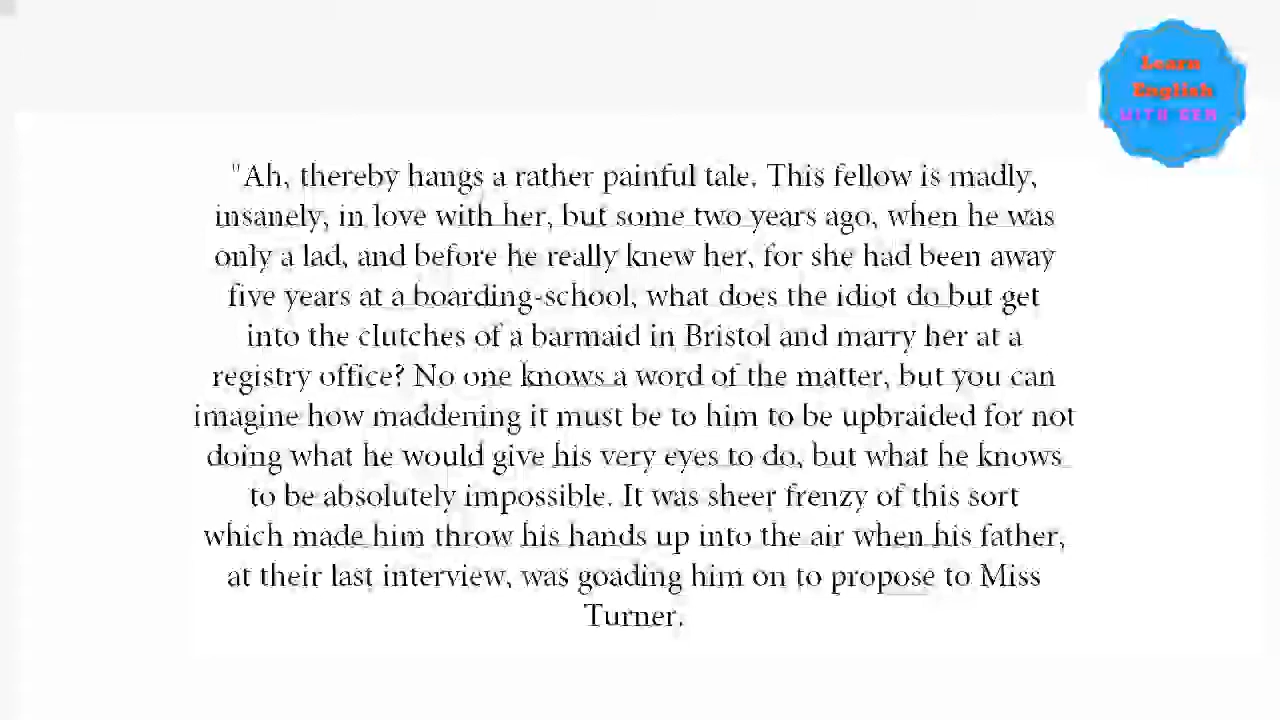 Learn
English
WITH GEM
"Ah, thereby hangs a rather painful tale. This fellow is madly,
insanely, in love with her, but some two years ago, when he was
only a lad, and before he really knew her, for she had been away
five years at a boarding-school, what does the idiot do but get
into the clutches of a barmaid in Bristol and marry her at a
registry office? No one knows a word of the matter, but you can
imagine how maddening it must be to him to be upbraided for not
doing what he would give his very eyes to do, but what he knows
to be absolutely impossible. It was sheer frenzy of this sort
which made him throw his hands up into the air when his father,
at their last interview, was goading him on to propose to Miss
Turner.